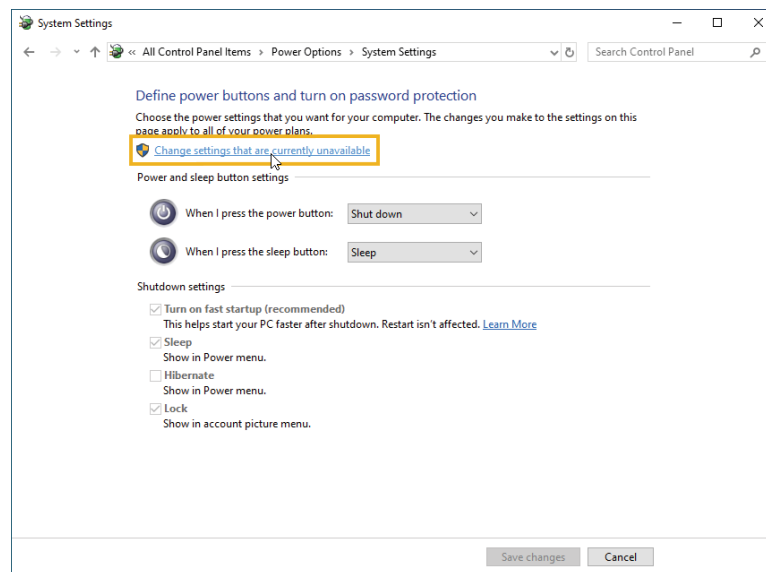 System Settings
« All Control Panel Items > Power Options > System Settings
Search Control Panel
Define power buttons and turn on password protection
Choose the power settings that you want for your computer. The changes you make to the settings on this
page apply to all of your power plans.
Change settings that are currently unavailable
Power and sleep button settings
When I press the power button: Shut down
When I press the sleep button: Sleep
Shutdown settings
Turn on fast startup (recommended)
This helps start your PC faster after shutdown. Restart isn't affected. Learn More
Sleep
Show in Power menu.
Hibernate
Show in Power menu.
Lock
Show in account picture menu.
Save changes Cancel